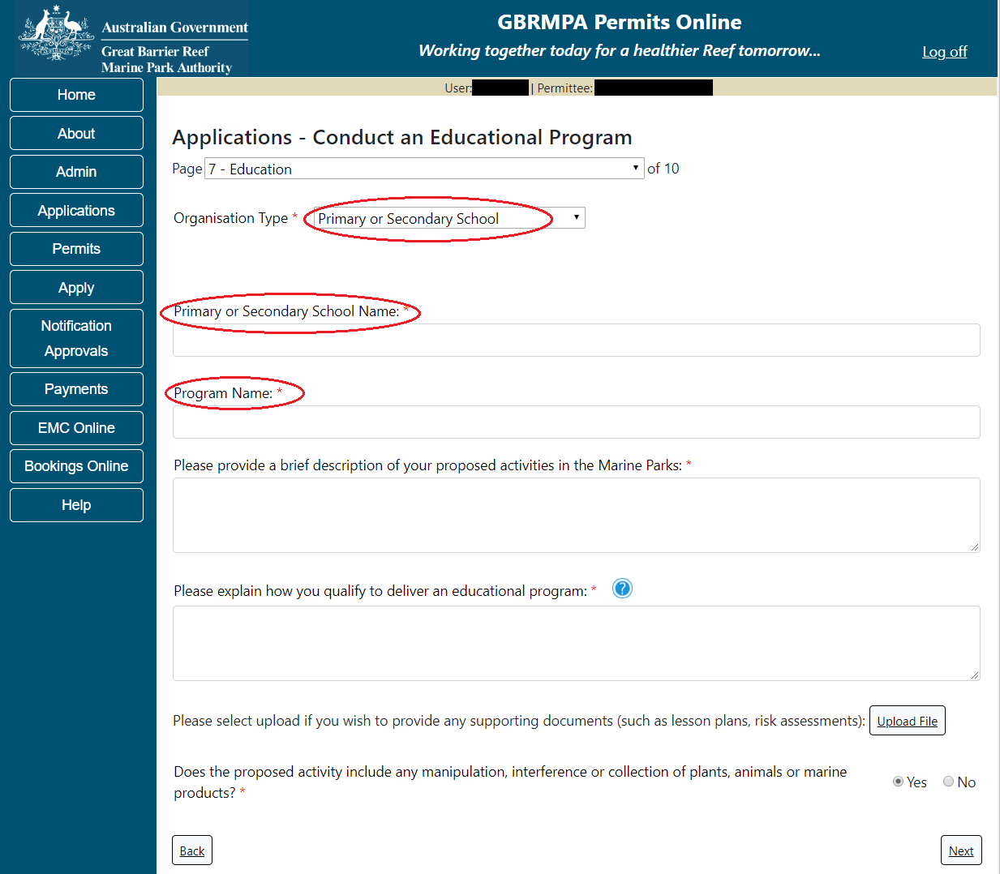 Australian Government
Great Barrier Reef
Marine Park Authority
GBRMPA Permits Online
Working together today for a healthier Reef tomorrow...
Log off
User: | Permittee:
Home
About
Admin
Applications
Permits
Apply
Notification
Approvals
Payments
EMC Online
Bookings Online
Help
Applications - Conduct an Educational Program
Page 7 - Education of 10
Organisation Type * Primary or Secondary School
Primary or Secondary School Name: *
Program Name: *
Please provide a brief description of your proposed activities in the Marine Parks: *
Please explain how you qualify to deliver an educational program: * ?
Please select upload if you wish to provide any supporting documents (such as lesson plans, risk assessments): Upload File
Does the proposed activity include any manipulation, interference or collection of plants, animals or marine
products? * Yes No
Back Next